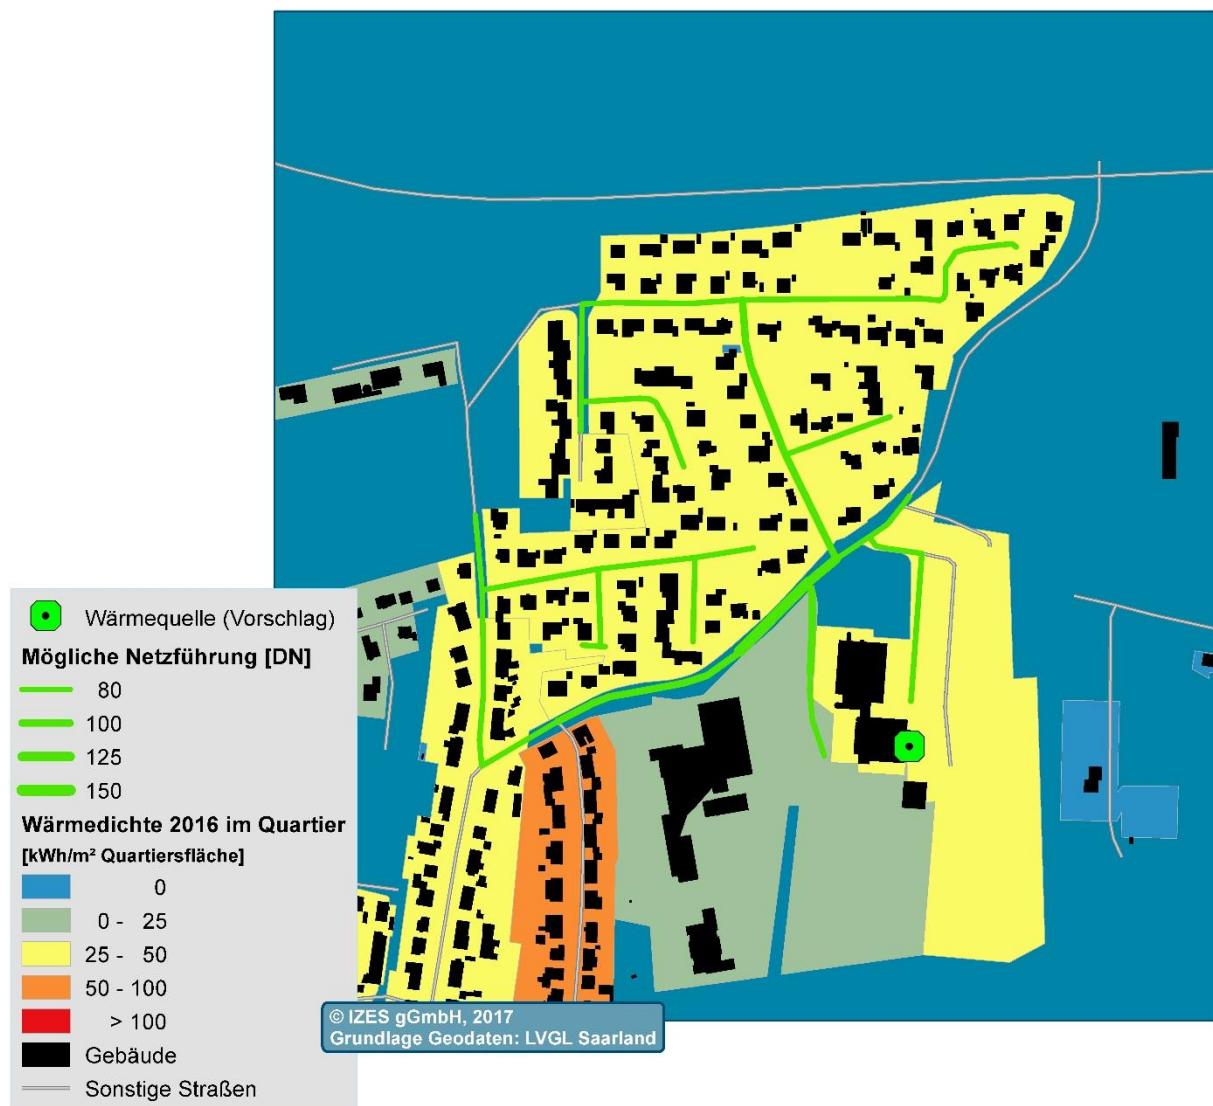 Wärmequelle (Vorschlag)
Mögliche Netzführung [DN]
80
100
125
150
Wärmedichte 2016 im Quartier
[kWh/m² Quartiersfläche]
0
0 - 25
25 - 50
50 - 100
> 100
Gebäude
Sonstige Straßen
© IZES gGmbH, 2017
Grundlage Geodaten: LVGL Saarland